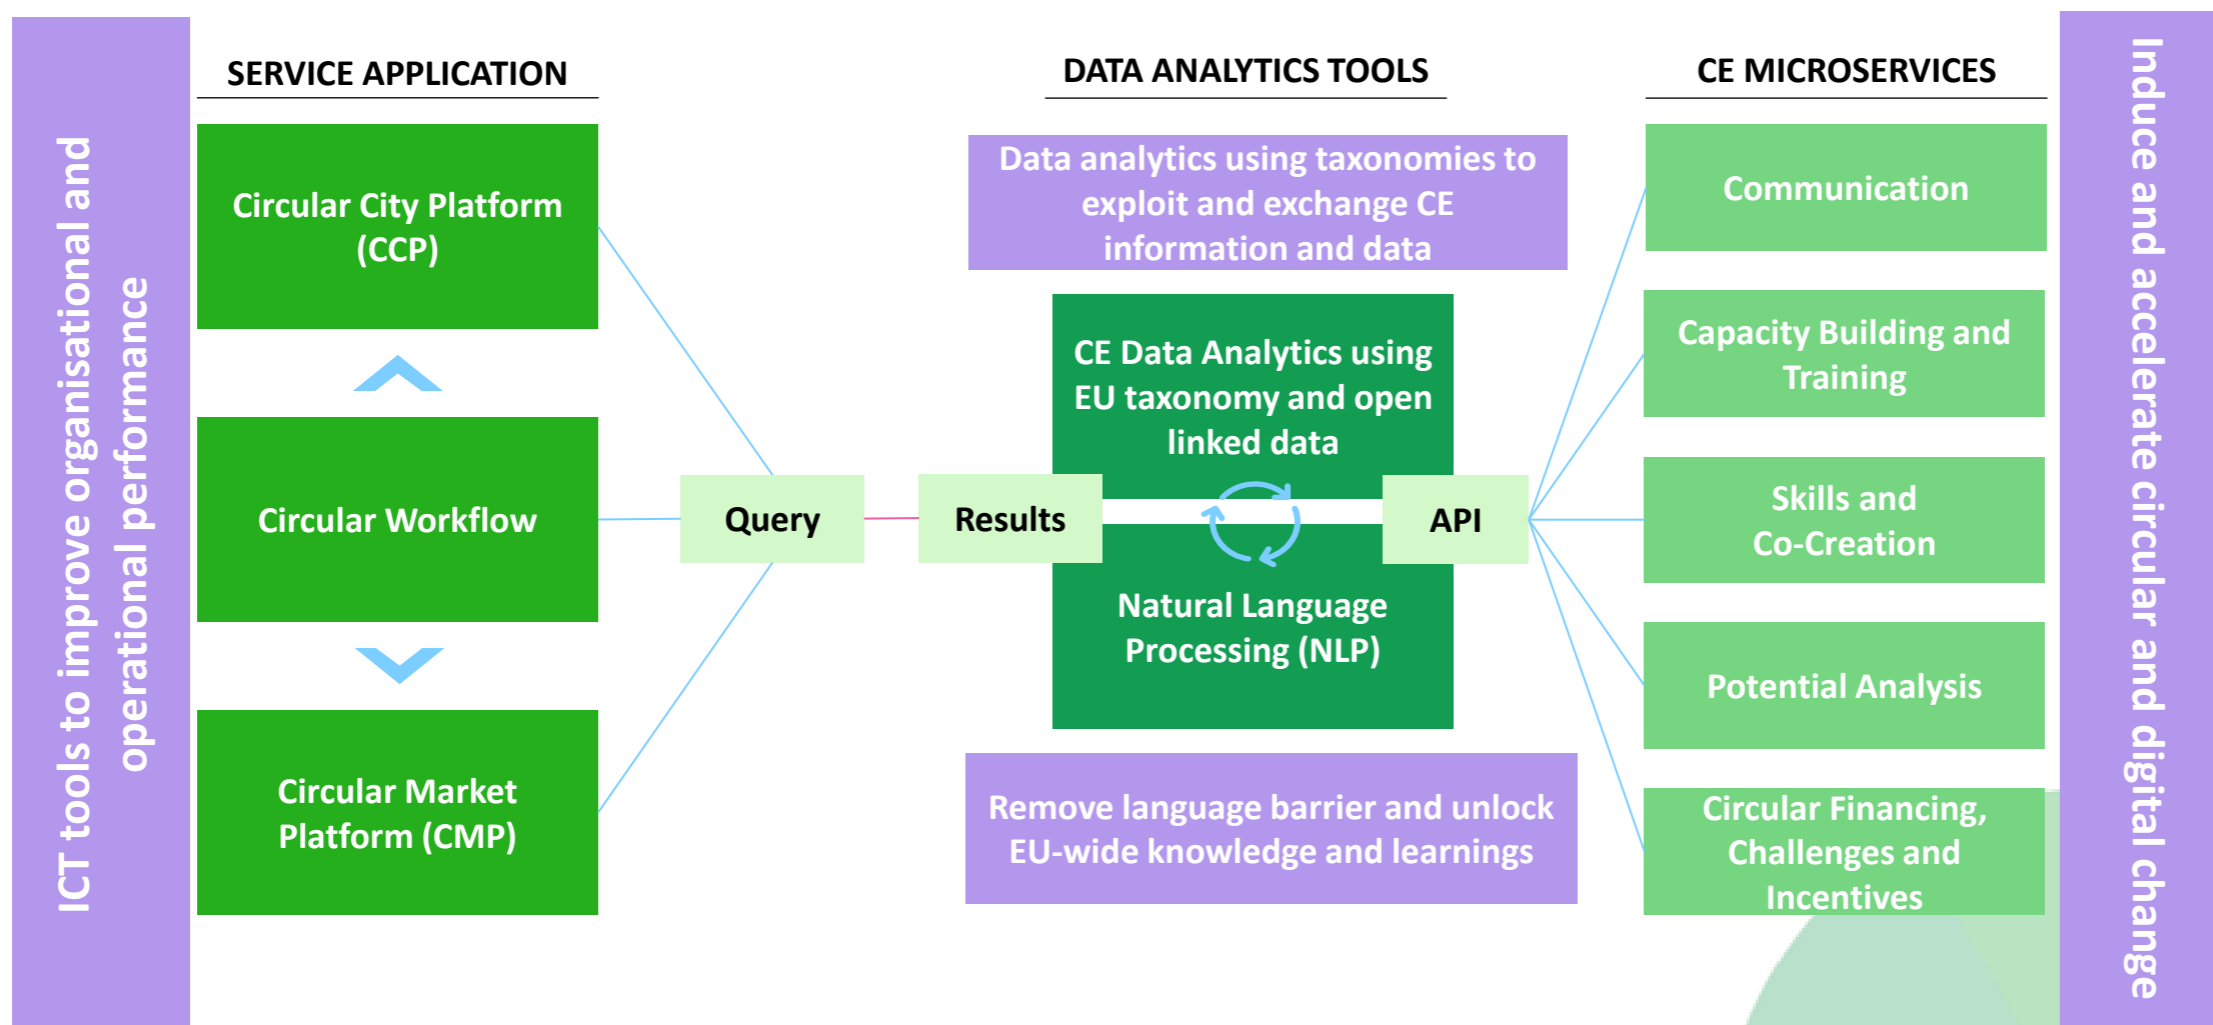 ICT tools to improve organisational and
operational performance
SERVICE APPLICATION
Circular City Platform
(CCP)
Circular Workflow
Circular Market
Platform (CMP)
Query
Results
DATA ANALYTICS TOOLS
Data analytics using taxonomies to
exploit and exchange CE
information and data
CE Data Analytics using
EU taxonomy and open
linked data
API
Natural Language
Processing (NLP)
Remove language barrier and unlock
EU-wide knowledge and learnings
CE MICROSERVICES
Communication
Capacity Building and
Training
Skills and
Co-Creation
Potential Analysis
Circular Financing,
Challenges and
Incentives
Induce and accelerate circular and digital change